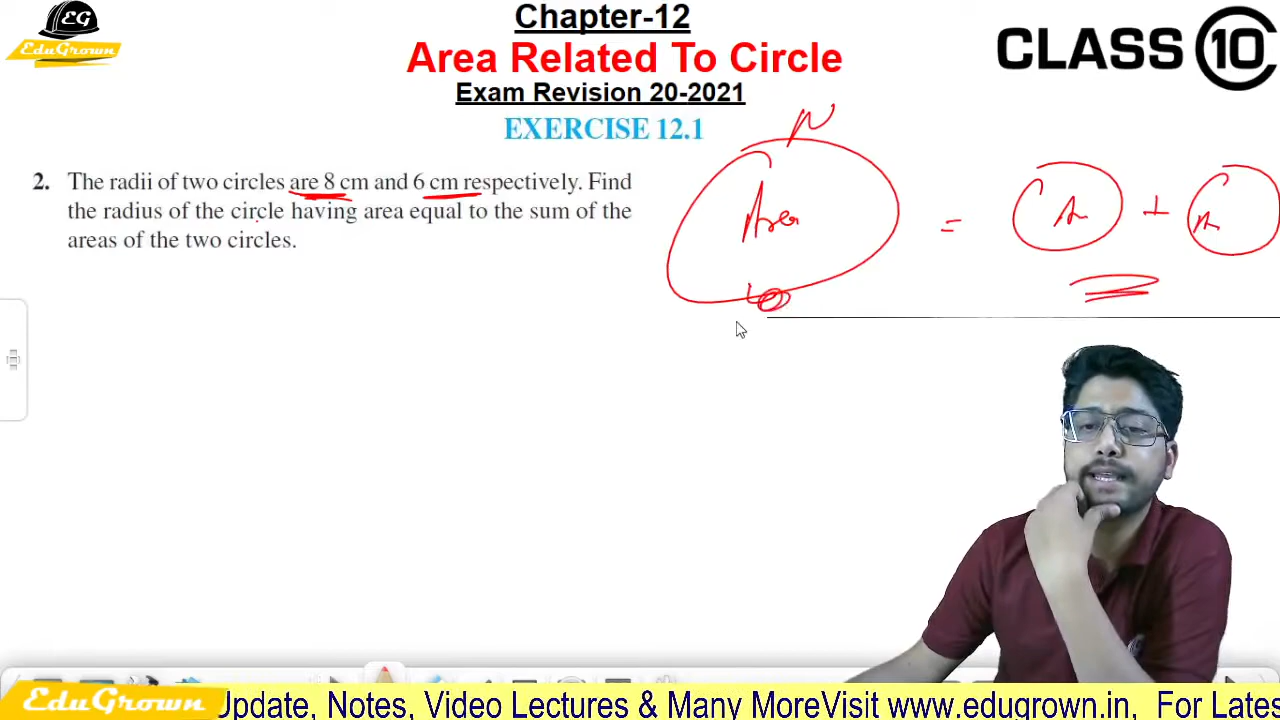 EG
EduGrown
Chapter-12
Area Related To Circle
Exam Revision 20-2021
EXERCISE 12.1
CLASS 10
2. The radii of two circles are 8 cm and 6 cm respectively. Find
the radius of the circle having area equal to the sum of the
areas of the two circles.
N
Area = Ar + Ar
EduGrown
Update, Notes, Video Lectures & Many MoreVisit www.edugrown.in, For Lates